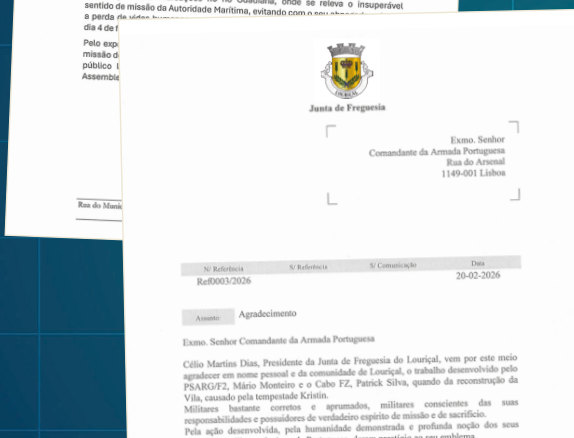 sentido de missão da Autoridade Marítima, evitando com o seu
a perda de vidas
dia 4 de
Pelo
missão
público
Rua do
LOURIÇAL
Junta de Freguesia
Exmo. Senhor
Comandante da Armada Portuguesa
Rua do Arsenal
1149-001 Lisboa
N/ Referência S/ Referência S/ Comunicação Data
Ref0003/2026 20-02-2026
Assunto: Agradecimento
Exmo. Senhor Comandante da Armada Portuguesa
Célio Martins Dias, Presidente da Junta de Freguesia do Louriçal, vem por este meio
agradecer em nome pessoal e da comunidade de Louriçal, o trabalho desenvolvido pelo
PSARG/F2, Mário Monteiro e o Cabo FZ, Patrick Silva, quando da reconstrução da
Vila, causado pela tempestade Kristin.
Militares bastante corretos e aprumados, militares conscientes das suas
responsabilidades e possuidores de verdadeiro espírito de missão e de sacrifício.
Pela ação desenvolvida, pela humanidade demonstrada e profunda noção dos seus